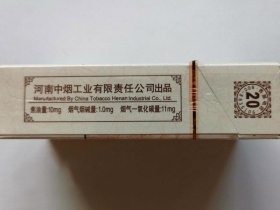 河南中烟工业有限责任公司出品
Manufactured By China Tobacco Henan Industrial Co., Ltd.
焦油量:10mg 烟气烟碱量:1.0mg 烟气一氧化碳量:11mg
20